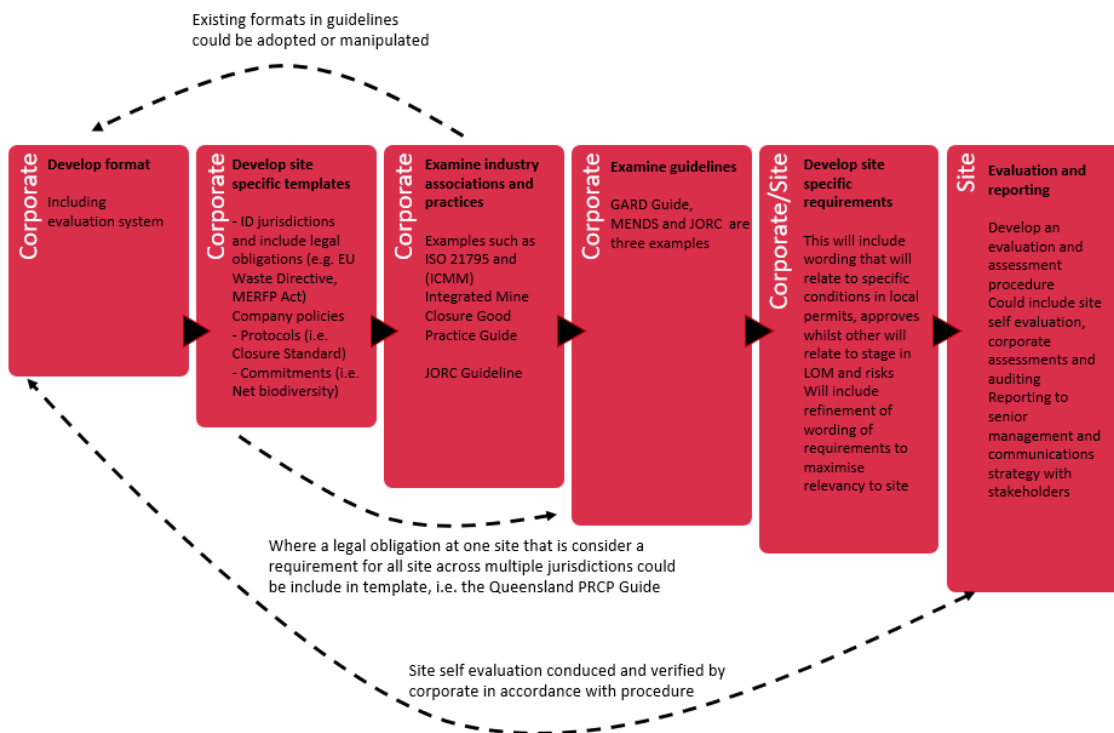 Existing formats in guidelines
could be adopted or manipulated
Corporate
Develop format
Including
evaluation system
Corporate
Develop site
specific templates
- ID jurisdictions
and include legal
obligations (e.g. EU
Waste Directive,
MERFP Act)
Company policies
- Protocols (i.e.
Closure Standard)
- Commitments (i.e.
Net biodiversity)
Corporate
Examine industry
associations and
practices
Examples such as
ISO 21795 and
(ICMM)
Integrated Mine
Closure Good
Practice Guide
JORC Guideline
Corporate
Examine guidelines
GARD Guide,
MENDS and JORC are
three examples
Corporate/Site
Develop site
specific
requirements
This will include
wording that will
relate to specific
conditions in local
permits, approves
whilst other will
relate to stage in
LOM and risks
Will include
refinement of
wording of
requirements to
maximise
relevancy to site
Site
Evaluation and
reporting
Develop an
evaluation and
assessment
procedure
Could include site
self evaluation,
corporate
assessments and
auditing
Reporting to
senior
management and
communications
strategy with
stakeholders
Where a legal obligation at one site that is consider a
requirement for all site across multiple jurisdictions could
be include in template, i.e. the Queensland PRCP Guide
Site self evaluation conduced and verified by
corporate in accordance with procedure